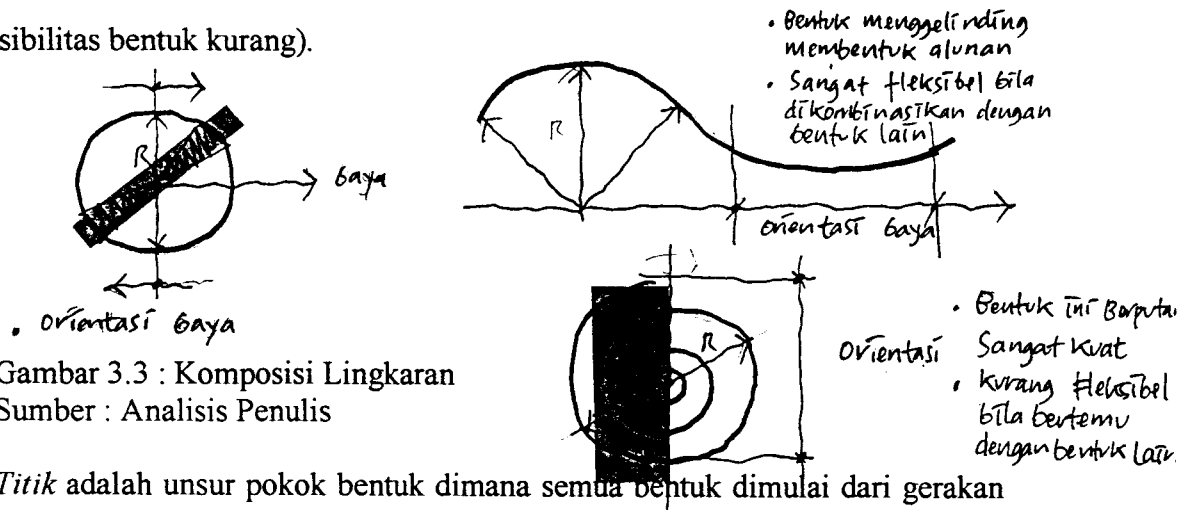 sibilitas bentuk kurang).
• Bentuk menggelinding
membentuk alunan
• Sangat fleksibel bila
dikombinasikan dengan
bentuk lain
R
Gaya
R
orientasi Gaya
• orientasi Gaya
R
Orientasi
• Bentuk ini Berputa
Sangat kuat
• kurang fleksibel
bila bertemu
dengan bentuk lain
Gambar 3.3 : Komposisi Lingkaran
Sumber : Analisis Penulis
Titik adalah unsur pokok bentuk dimana semua bentuk dimulai dari gerakan